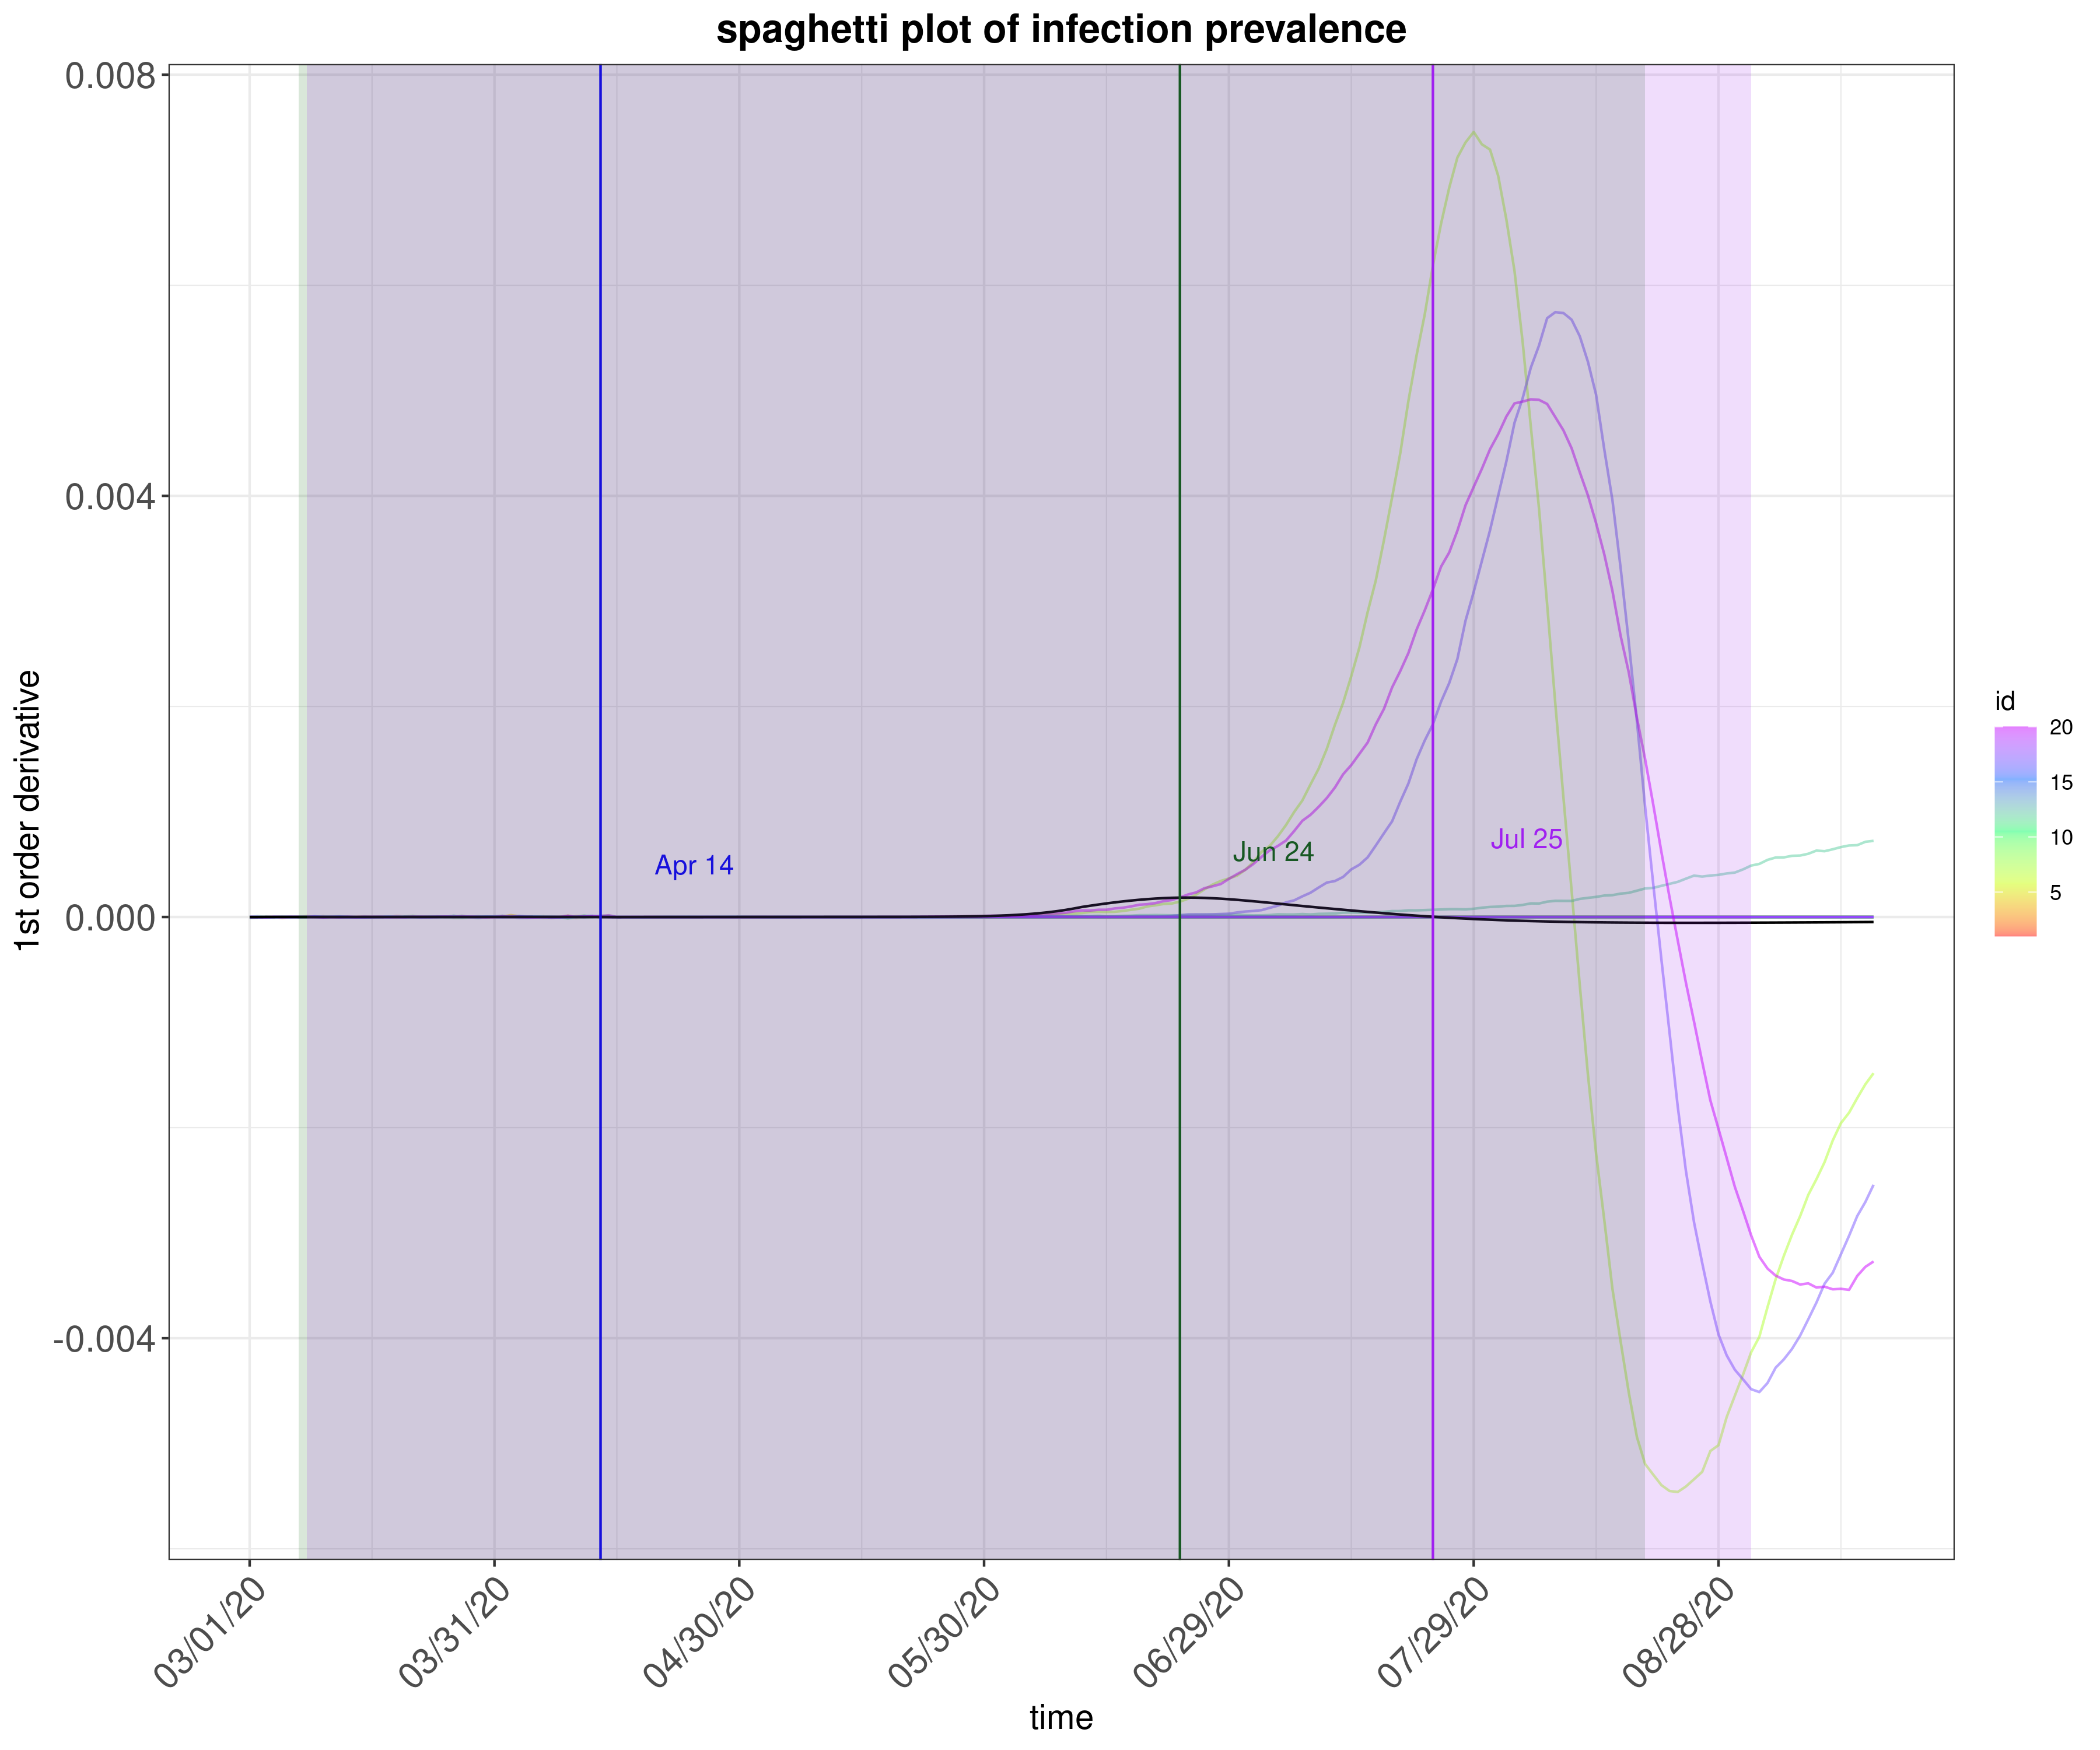 spaghetti plot of infection prevalence
0.008
0.004
0.000
-0.004
1st order derivative
Apr 14
Jun 24
Jul 25
id
20
15
10
5
03/01/20
03/31/20
04/30/20
05/30/20
06/29/20
07/29/20
08/28/20
time